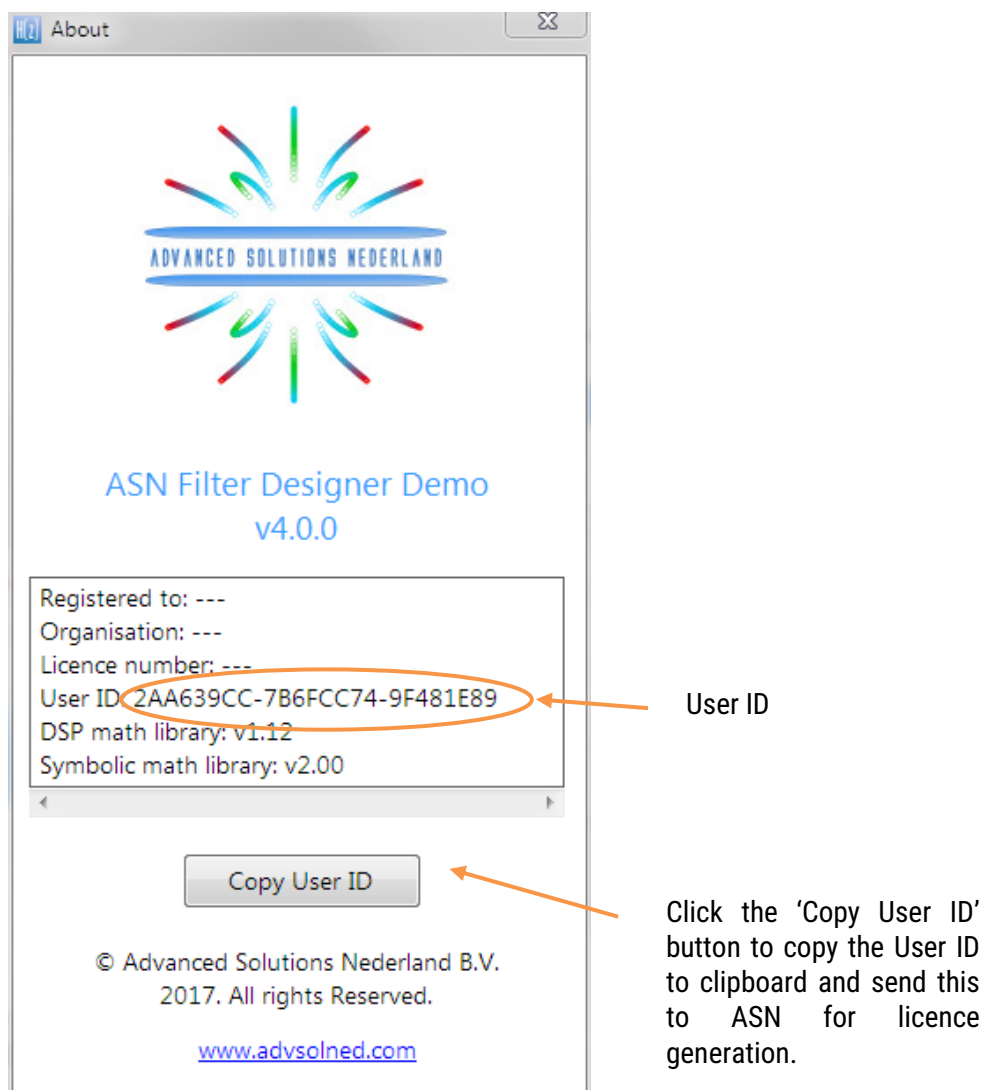 H(z) About
ADVANCED SOLUTIONS NEDERLAND
ASN Filter Designer Demo
v4.0.0
Registered to: ---
Organisation: ---
Licence number: ---
User ID: 2AA639CC-7B6FCC74-9F481E89
DSP math library: v1.12
Symbolic math library: v2.00
User ID
Copy User ID
Click the ‘Copy User ID’
button to copy the User ID
to clipboard and send this
to ASN for licence
generation.
© Advanced Solutions Nederland B.V.
2017. All rights Reserved.
www.advsolned.com